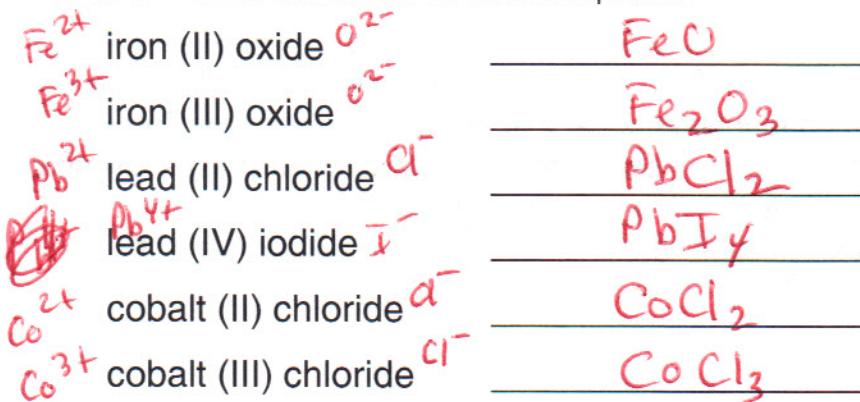 Fe2+ iron (II) oxide O2- FeO
Fe3+ iron (III) oxide O2- Fe2O3
Pb2+ lead (II) chloride Cl- PbCl2
Pb4+ lead (IV) iodide I- PbI4
Co2+ cobalt (II) chloride Cl- CoCl2
Co3+ cobalt (III) chloride Cl- CoCl3